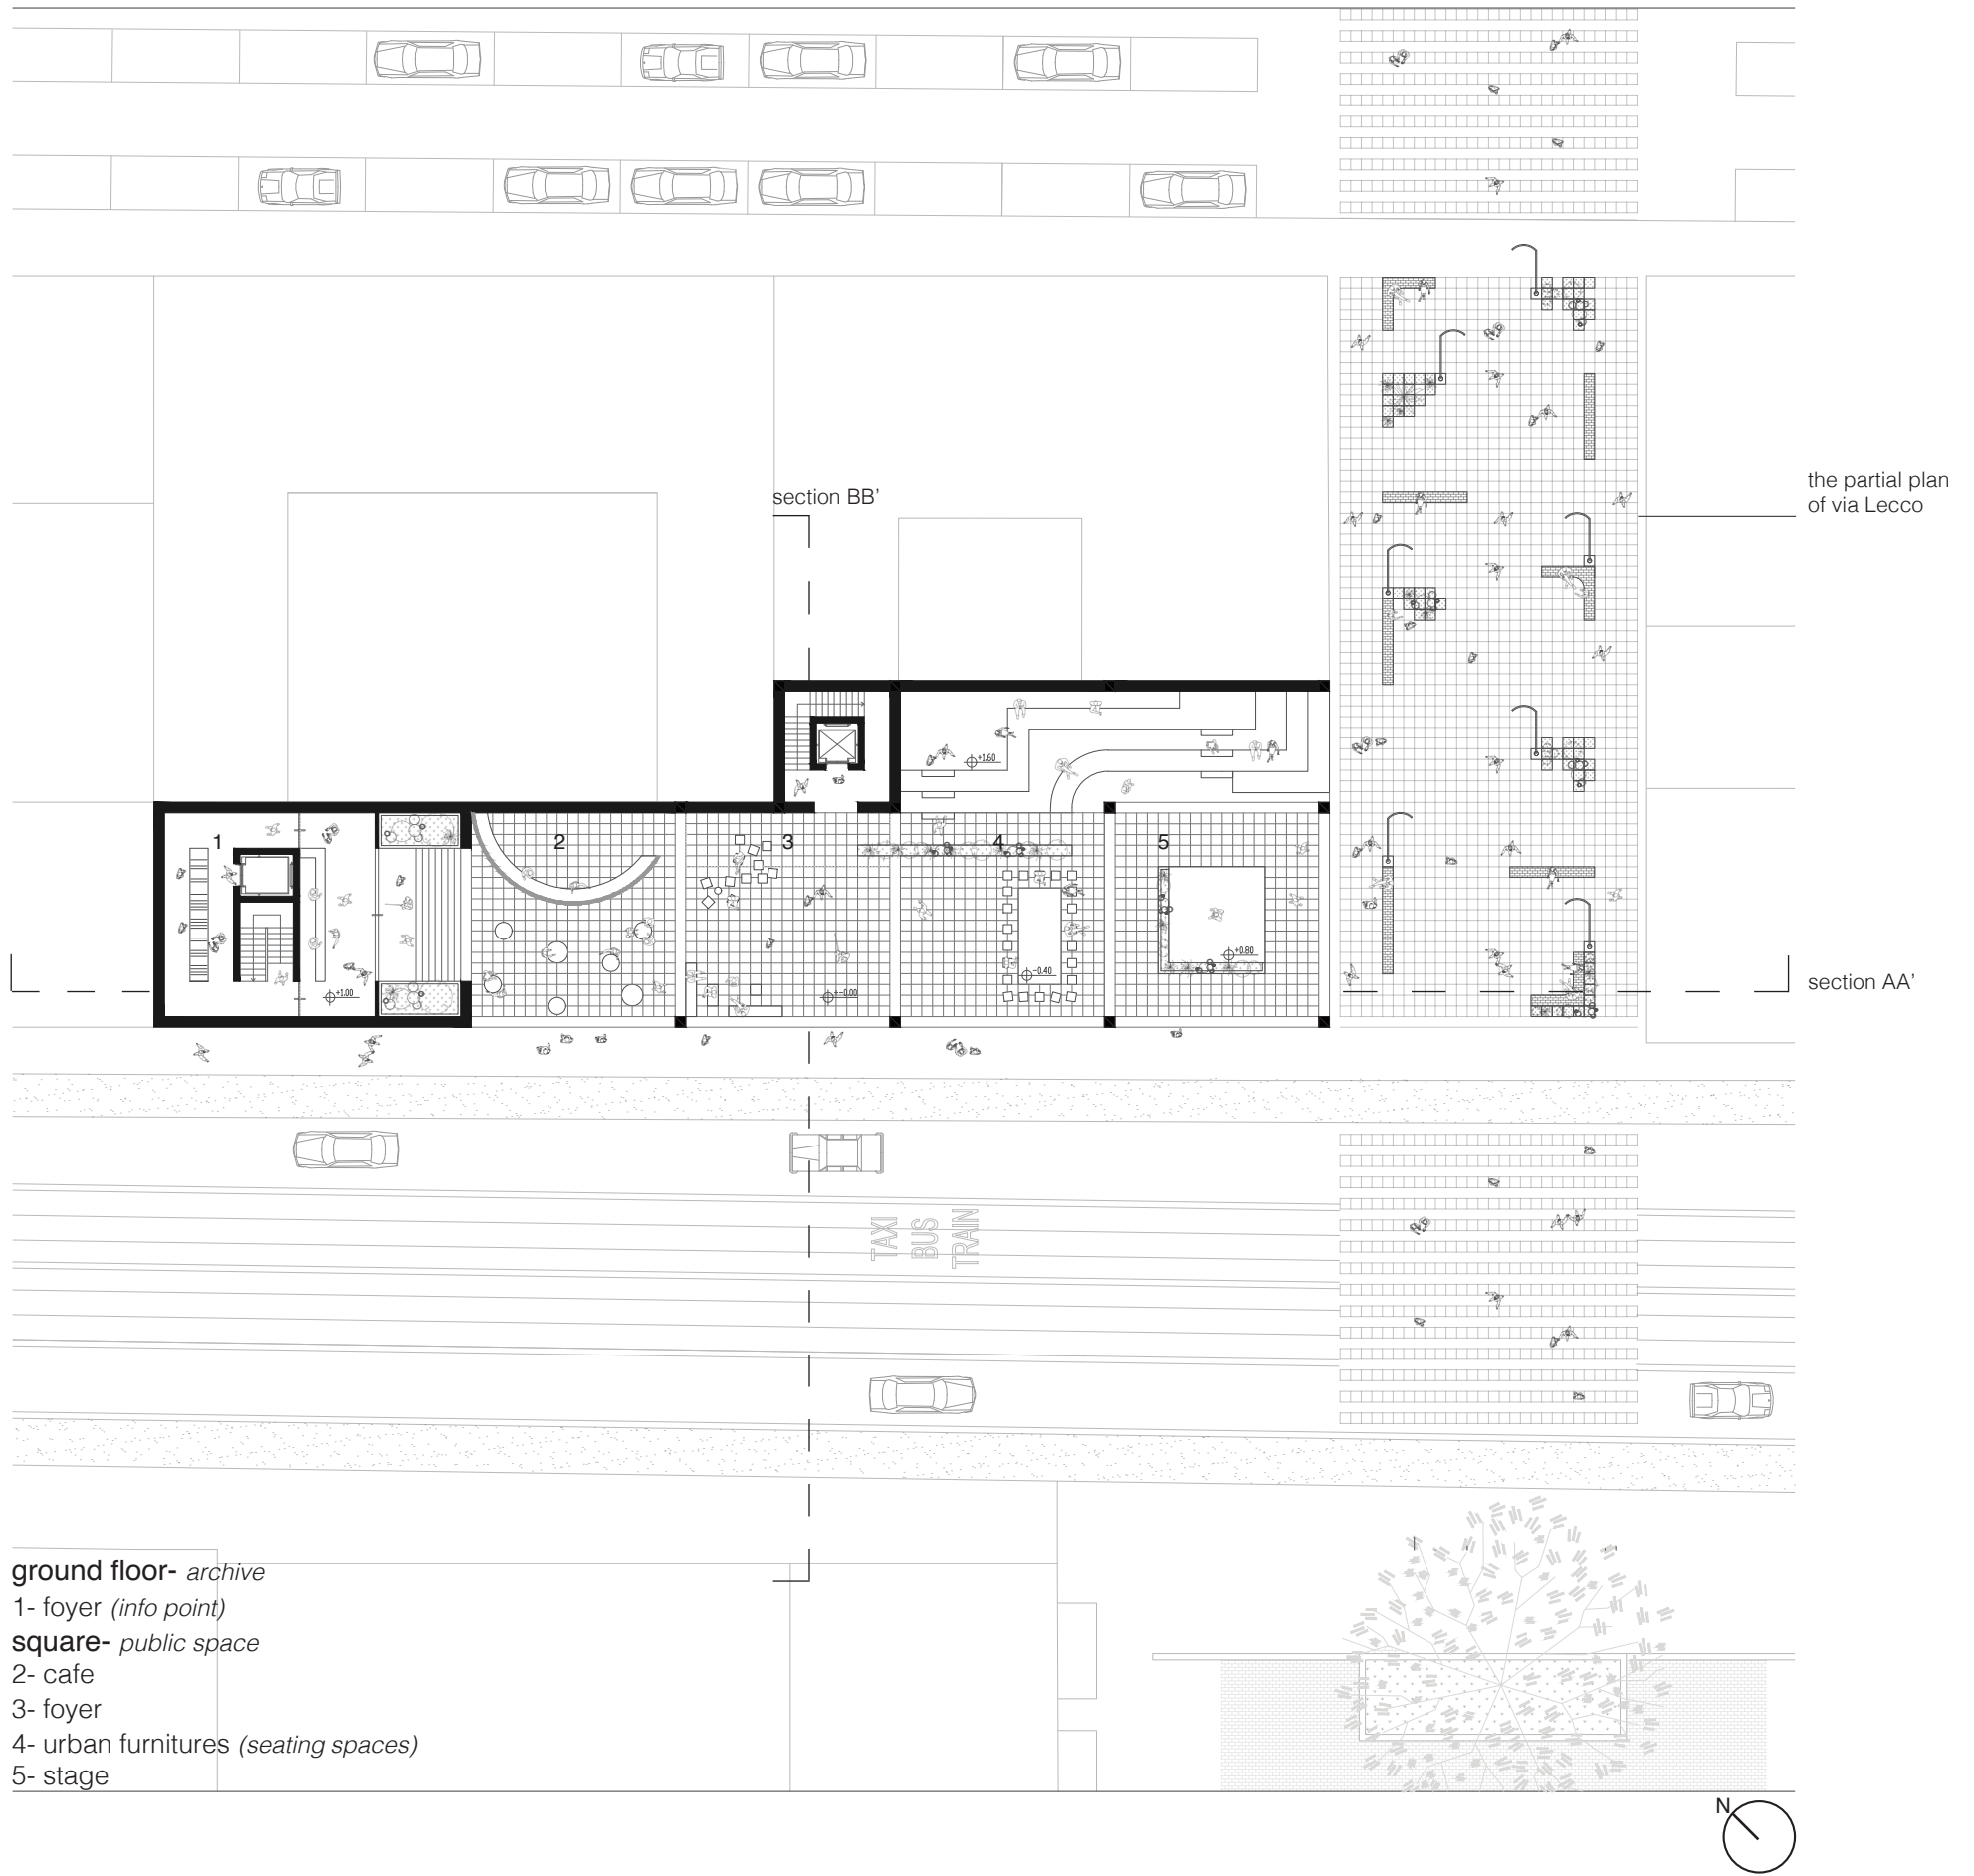 section BB'
the partial plan
of via Lecco
+1.60
1
2
3
4
5
+0.80
-0.40
+1.00
+-0.00
section AA'
TAXI
BUS
TRAIN
ground floor- archive
1- foyer (info point)
square- public space
2- cafe
3- foyer
4- urban furnitures (seating spaces)
5- stage
N